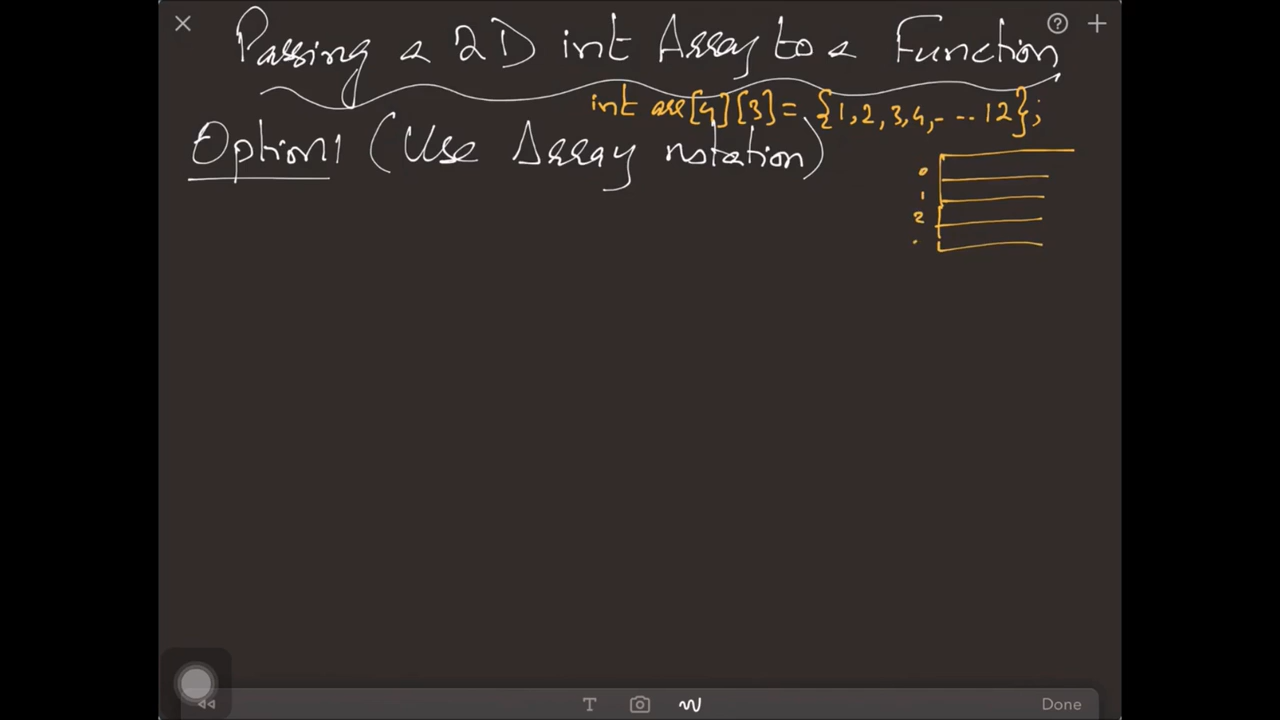 Passing a 2D int Array to a Function
int arr[4][3] = {1,2,3,4,-...12};
Option1 (Use Array notation)
0
1
2
.
T
Done